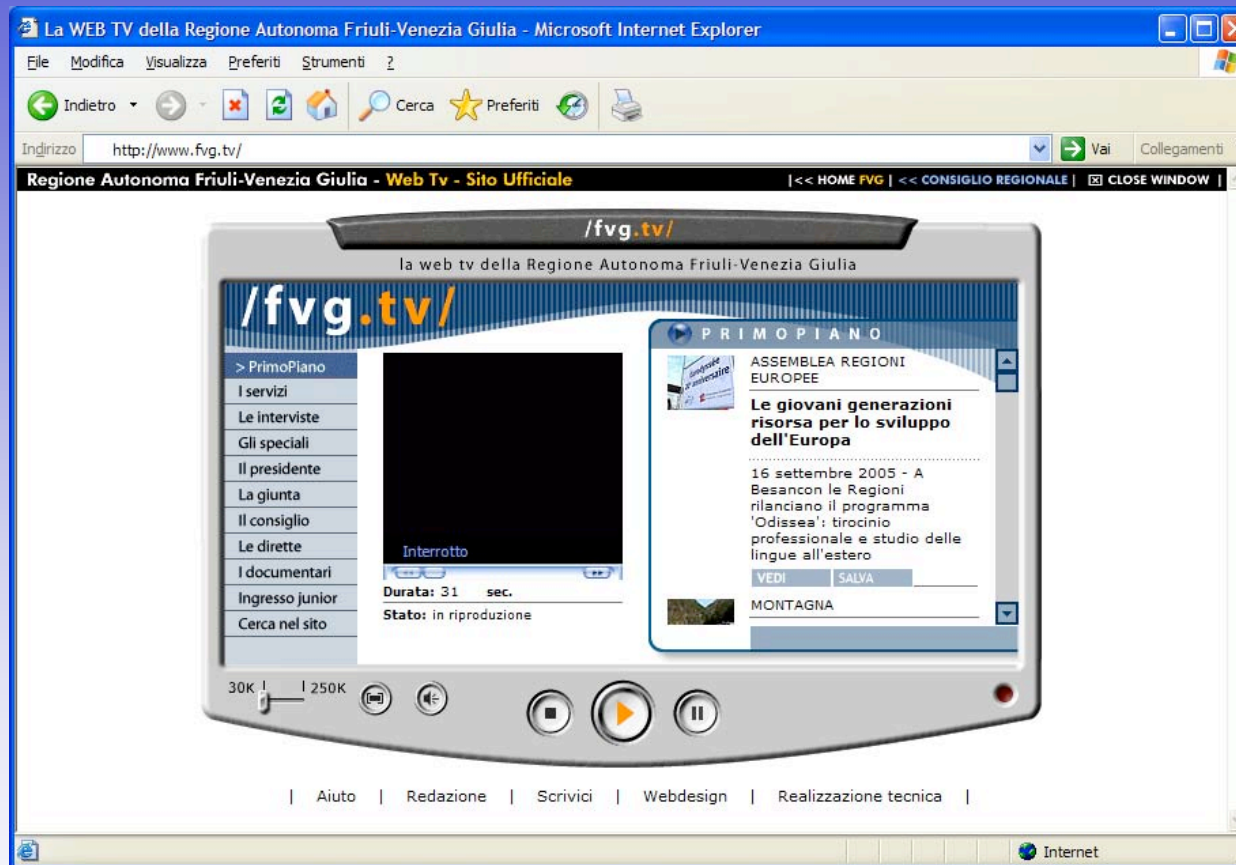 La WEB TV della Regione Autonoma Friuli-Venezia Giulia - Microsoft Internet Explorer
File Modifica Visualizza Preferiti Strumenti ?
Indietro Cerca Preferiti
Indirizzo http://www.fvg.tv/ Vai Collegamenti
Regione Autonoma Friuli-Venezia Giulia - Web Tv - Sito Ufficiale |<< HOME FVG | << CONSIGLIO REGIONALE | CLOSE WINDOW |
/fvg.tv/
la web tv della Regione Autonoma Friuli-Venezia Giulia
/fvg.tv/
> PrimoPiano
I servizi
Le interviste
Gli speciali
Il presidente
La giunta
Il consiglio
Le dirette
I documentari
Ingresso junior
Cerca nel sito
Interrotto
Durata: 31 sec.
Stato: in riproduzione
PRIMOPIANO
anniversaire
ASSEMBLEA REGIONI
EUROPEE
Le giovani generazioni
risorsa per lo sviluppo
dell'Europa
16 settembre 2005 - A
Besancon le Regioni
rilanciano il programma
'Odissea': tirocinio
professionale e studio delle
lingue all'estero
VEDI SALVA
MONTAGNA
30K 250K
| Aiuto | Redazione | Scrivici | Webdesign | Realizzazione tecnica |
Internet